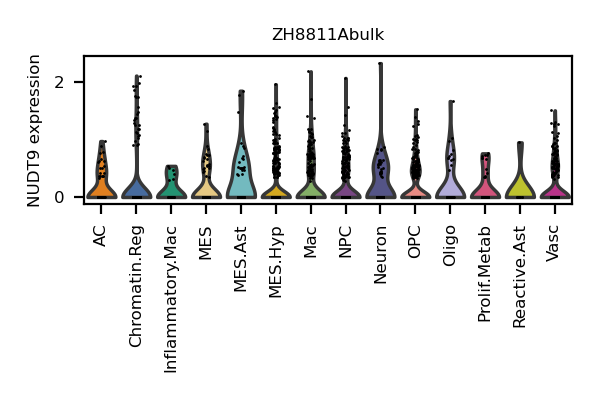 ZH8811Abulk
NUDT9 expression
2
0
AC
Chromatin.Reg
Inflammatory.Mac
MES
MES.Ast
MES.Hyp
Mac
NPC
Neuron
OPC
Oligo
Prolif.Metab
Reactive.Ast
Vasc